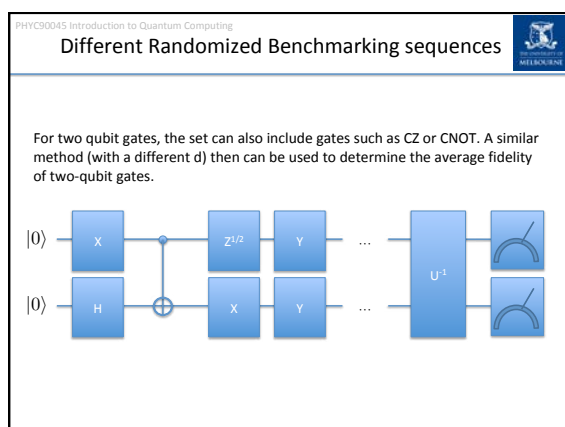 PHYC90045 Introduction to Quantum Computing
Different Randomized Benchmarking sequences
THE UNIVERSITY OF
MELBOURNE
For two qubit gates, the set can also include gates such as CZ or CNOT. A similar
method (with a different d) then can be used to determine the average fidelity
of two-qubit gates.
|0⟩ X Z1/2 Y ...
U-1
|0⟩ H X Y ...